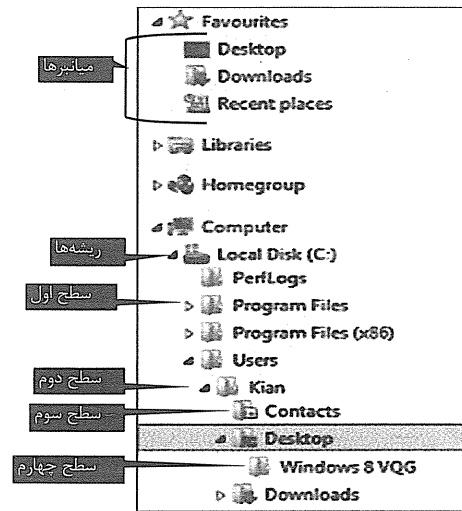 Favourites
Desktop
میانبرها
Downloads
Recent places
Libraries
Homegroup
Computer
ریشه‌ها
Local Disk (C:)
PerfLogs
سطح اول
Program Files
Program Files (x86)
Users
سطح دوم
Kian
سطح سوم
Contacts
Desktop
سطح چهارم
Windows 8 VQG
Downloads